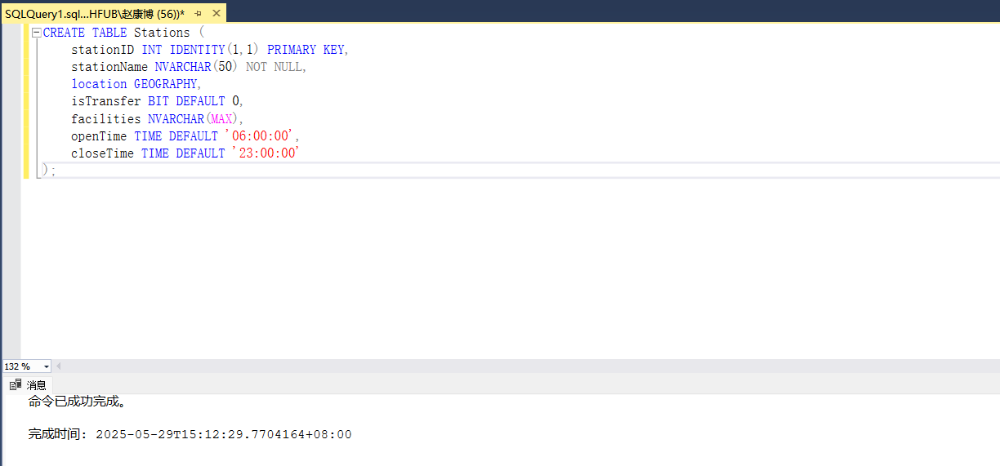 SQLQuery1.sql...HFUB\赵康博 (56))*
CREATE TABLE Stations (
    stationID INT IDENTITY(1,1) PRIMARY KEY,
    stationName NVARCHAR(50) NOT NULL,
    location GEOGRAPHY,
    isTransfer BIT DEFAULT 0,
    facilities NVARCHAR(MAX),
    openTime TIME DEFAULT '06:00:00',
    closeTime TIME DEFAULT '23:00:00'
);
132 %
消息
命令已成功完成。
完成时间: 2025-05-29T15:12:29.7704164+08:00